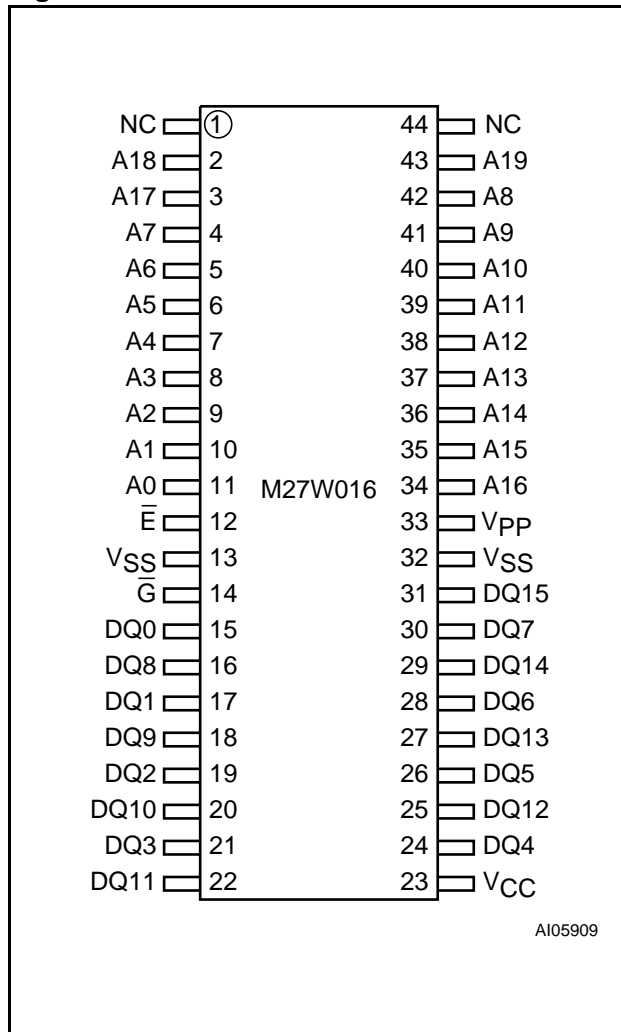 NC 1 44 NC
A18 2 43 A19
A17 3 42 A8
A7 4 41 A9
A6 5 40 A10
A5 6 39 A11
A4 7 38 A12
A3 8 37 A13
A2 9 36 A14
A1 10 35 A15
A0 11 M27W016 34 A16
E̅ 12 33 VPP
VSS 13 32 VSS
G̅ 14 31 DQ15
DQ0 15 30 DQ7
DQ8 16 29 DQ14
DQ1 17 28 DQ6
DQ9 18 27 DQ13
DQ2 19 26 DQ5
DQ10 20 25 DQ12
DQ3 21 24 DQ4
DQ11 22 23 VCC
AI05909